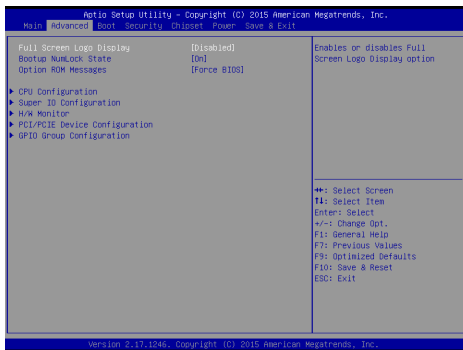 Aptio Setup Utility – Copyright (C) 2015 American Megatrends, Inc.
Main Advanced Boot Security Chipset Power Save & Exit
Full Screen Logo Display [Disabled]
Bootup NumLock State [On]
Option ROM Messages [Force BIOS]
CPU Configuration
Super IO Configuration
H/W Monitor
PCI/PCIE Device Configuration
GPIO Group Configuration
Enables or disables Full
Screen Logo Display option
→←: Select Screen
↑↓: Select Item
Enter: Select
+/-: Change Opt.
F1: General Help
F7: Previous Values
F9: Optimized Defaults
F10: Save & Reset
ESC: Exit
Version 2.17.1246. Copyright (C) 2015 American Megatrends, Inc.